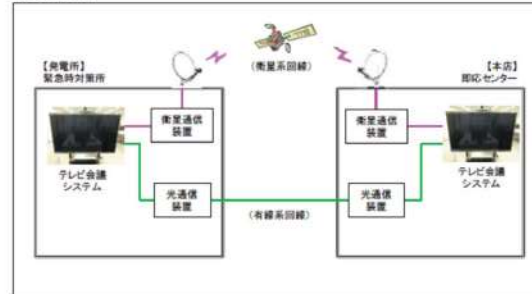 【発電所】
緊急時対策所
(衛星系回線)
【本店】
即応センター
衛星通信
装置
衛星通信
装置
テレビ会議
システム
テレビ会議
システム
光通信
装置
光通信
装置
(有線系回線)